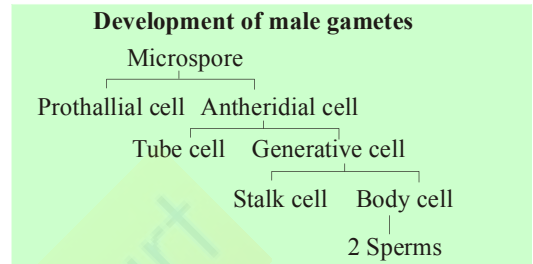 Development of male gametes
Microspore
Prothallial cell Antheridial cell
Tube cell Generative cell
Stalk cell Body cell
2 Sperms